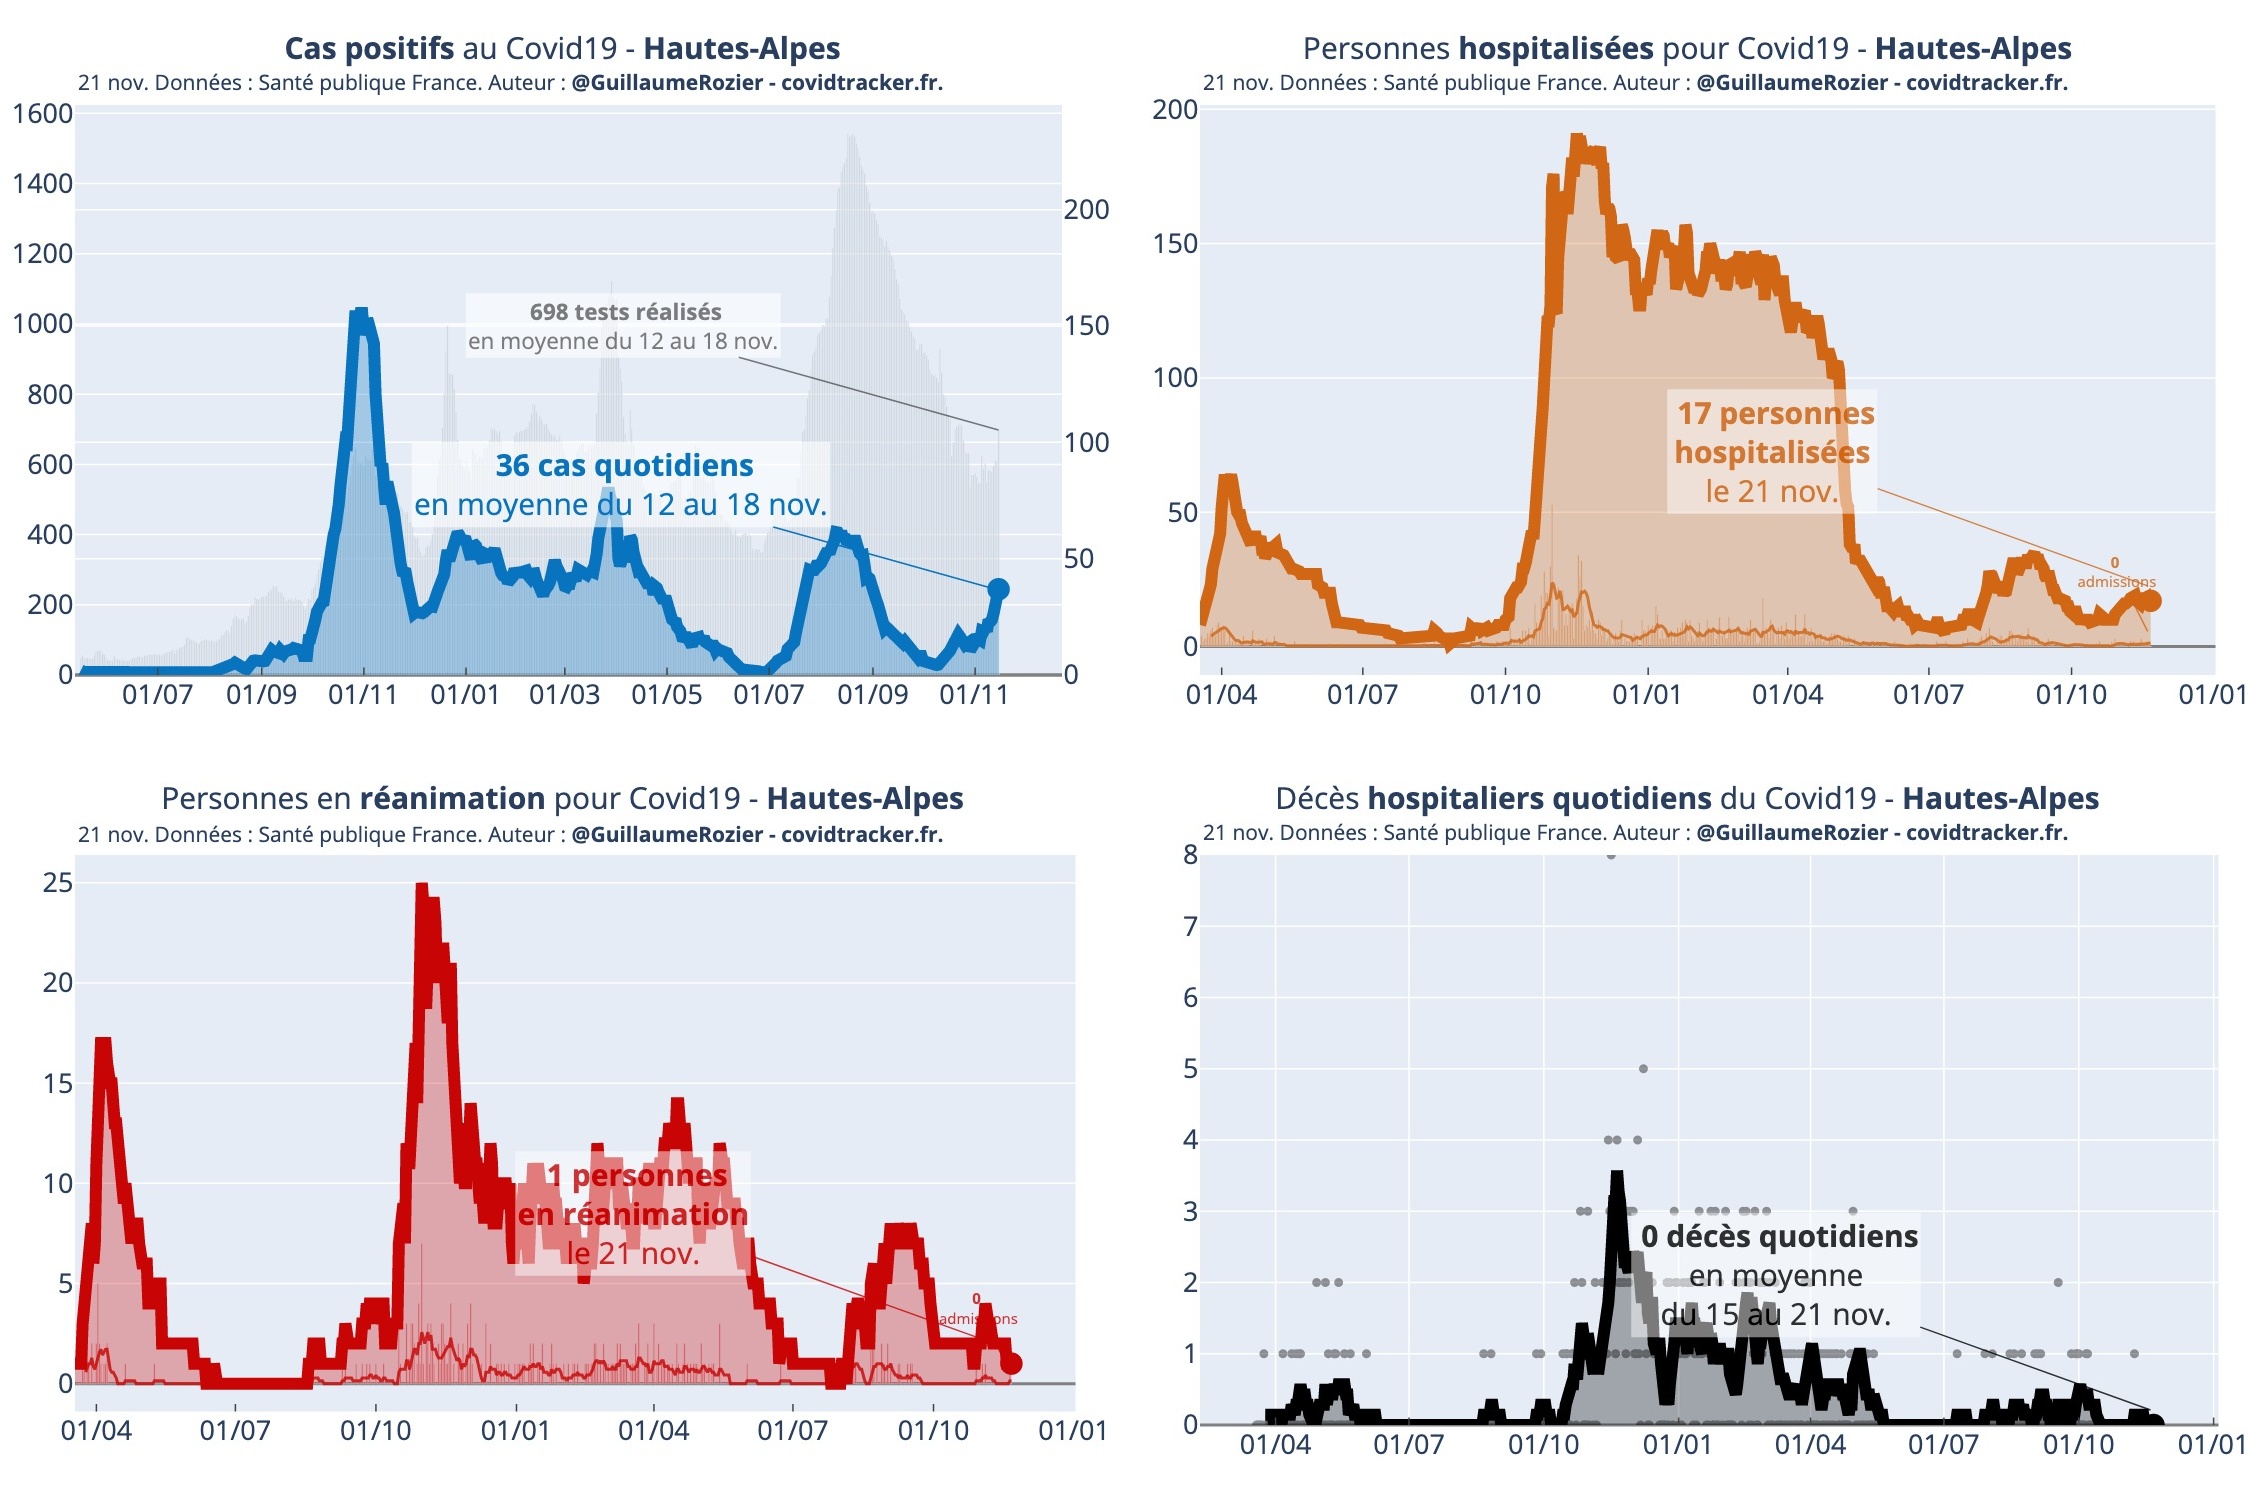 Cas positifs au Covid19 - Hautes-Alpes
21 nov. Données : Santé publique France. Auteur : @GuillaumeRozier - covidtracker.fr.
1600
1400
1200
1000
800
600
400
200
0
200
150
100
50
0
698 tests réalisés
en moyenne du 12 au 18 nov.
36 cas quotidiens
en moyenne du 12 au 18 nov.
01/07 01/09 01/11 01/01 01/03 01/05 01/07 01/09 01/11
Personnes hospitalisées pour Covid19 - Hautes-Alpes
21 nov. Données : Santé publique France. Auteur : @GuillaumeRozier - covidtracker.fr.
200
150
100
50
0
17 personnes
hospitalisées
le 21 nov.
0
admissions
01/04 01/07 01/10 01/01 01/04 01/07 01/10 01/01
Personnes en réanimation pour Covid19 - Hautes-Alpes
21 nov. Données : Santé publique France. Auteur : @GuillaumeRozier - covidtracker.fr.
25
20
15
10
5
0
1 personnes
en réanimation
le 21 nov.
0
admissions
01/04 01/07 01/10 01/01 01/04 01/07 01/10 01/01
Décès hospitaliers quotidiens du Covid19 - Hautes-Alpes
21 nov. Données : Santé publique France. Auteur : @GuillaumeRozier - covidtracker.fr.
8
7
6
5
4
3
2
1
0
0 décès quotidiens
en moyenne
du 15 au 21 nov.
01/04 01/07 01/10 01/01 01/04 01/07 01/10 01/01